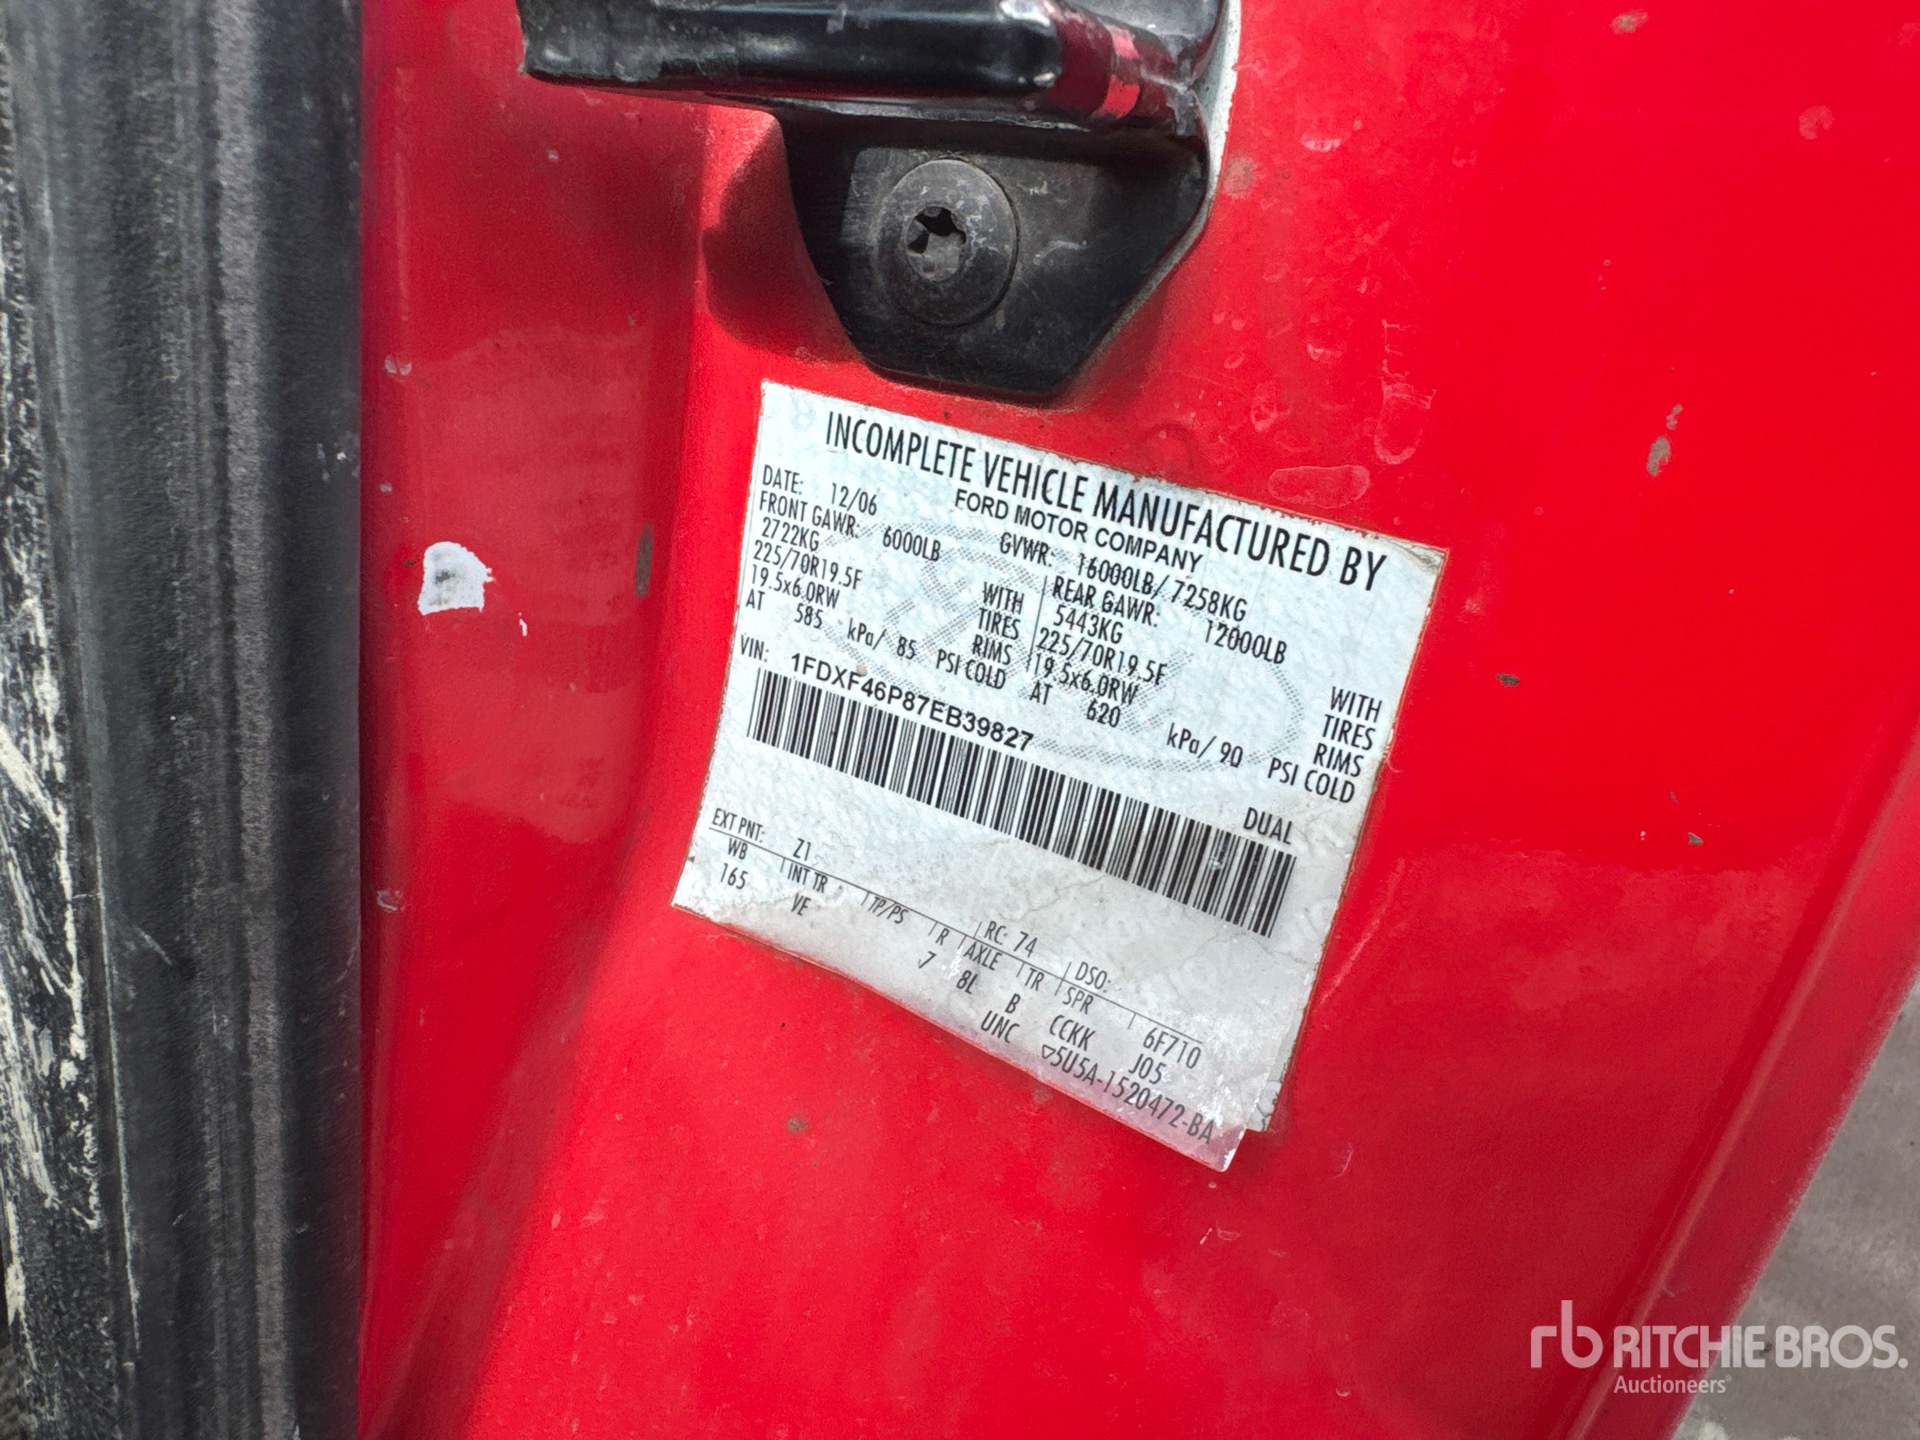 INCOMPLETE VEHICLE MANUFACTURED BY
FORD MOTOR COMPANY
DATE: 12/06 GVWR: 16000LB/ 7258KG
FRONT GAWR: 6000LB REAR GAWR: 12000LB
2722KG WITH 5443KG WITH
225/70R19.5F TIRES 225/70R19.5F TIRES
19.5x6.0RW RIMS 19.5x6.0RW RIMS
AT 585 kPa/ 85 PSI COLD AT 620 kPa/ 90 PSI COLD
VIN: 1FDXF46P87EB39827 DUAL
EXT PNT: Z1 RC: 74 DSO:
WB INT TR TP/PS R AXLE TR SPR 6F710
165 VE 7 8L B CCKK J05
UNC ▽5U5A-1520472-BA
rb RITCHIE BROS.
Auctioneers